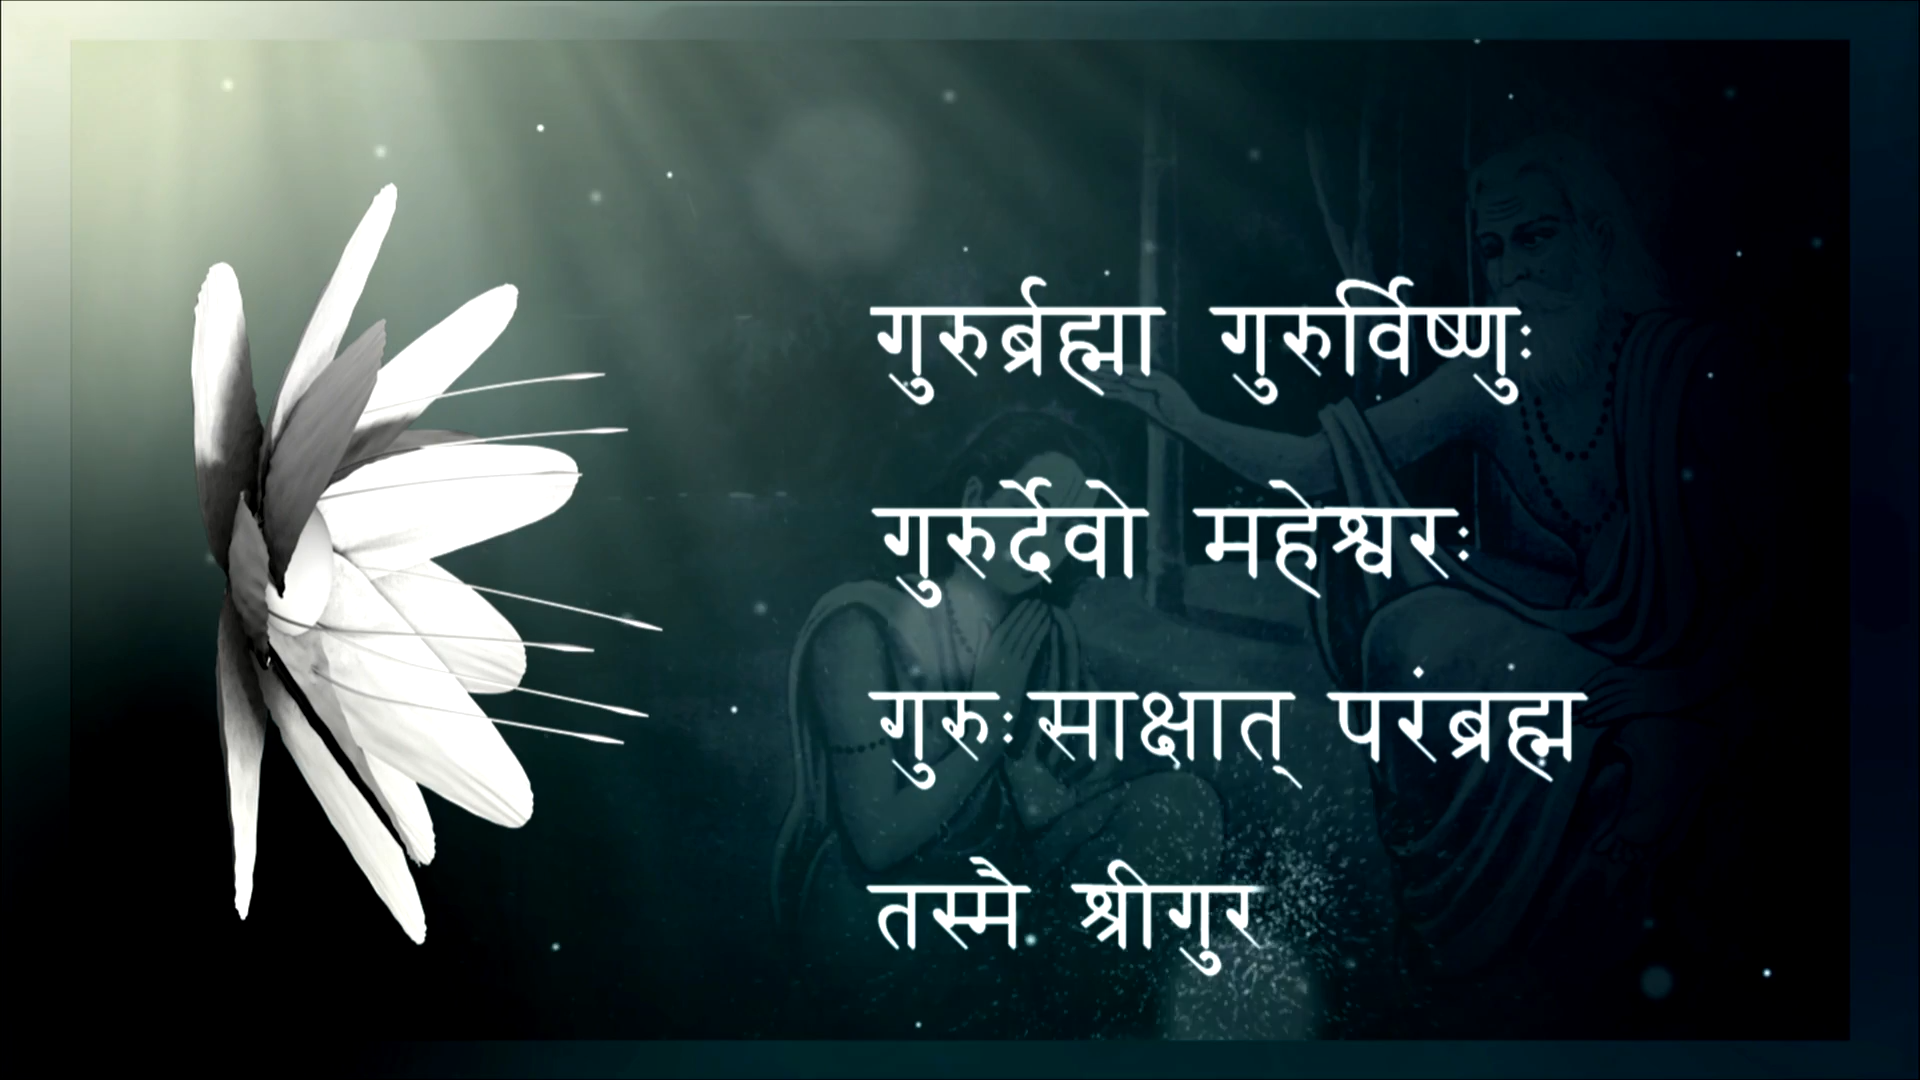 गुरुर्ब्रह्मा गुरुर्विष्णुः
गुरुर्देवो महेश्वरः
गुरुः साक्षात् परंब्रह्म
तस्मै श्रीगुर